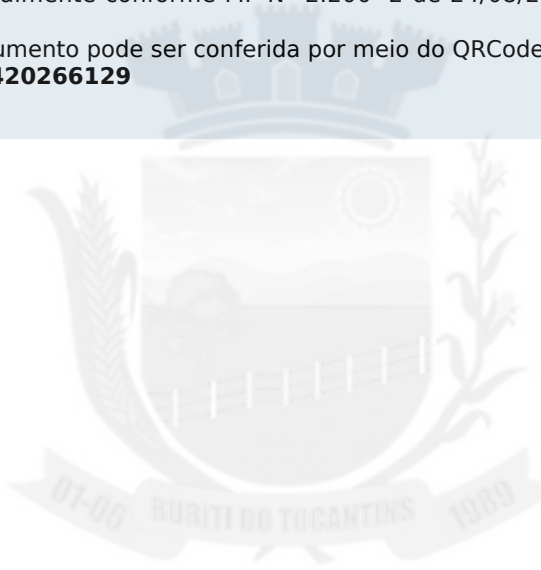 umento pode ser conferida por meio do QRCode
420266129
01-06 BURITI DO TOCANTINS 1989